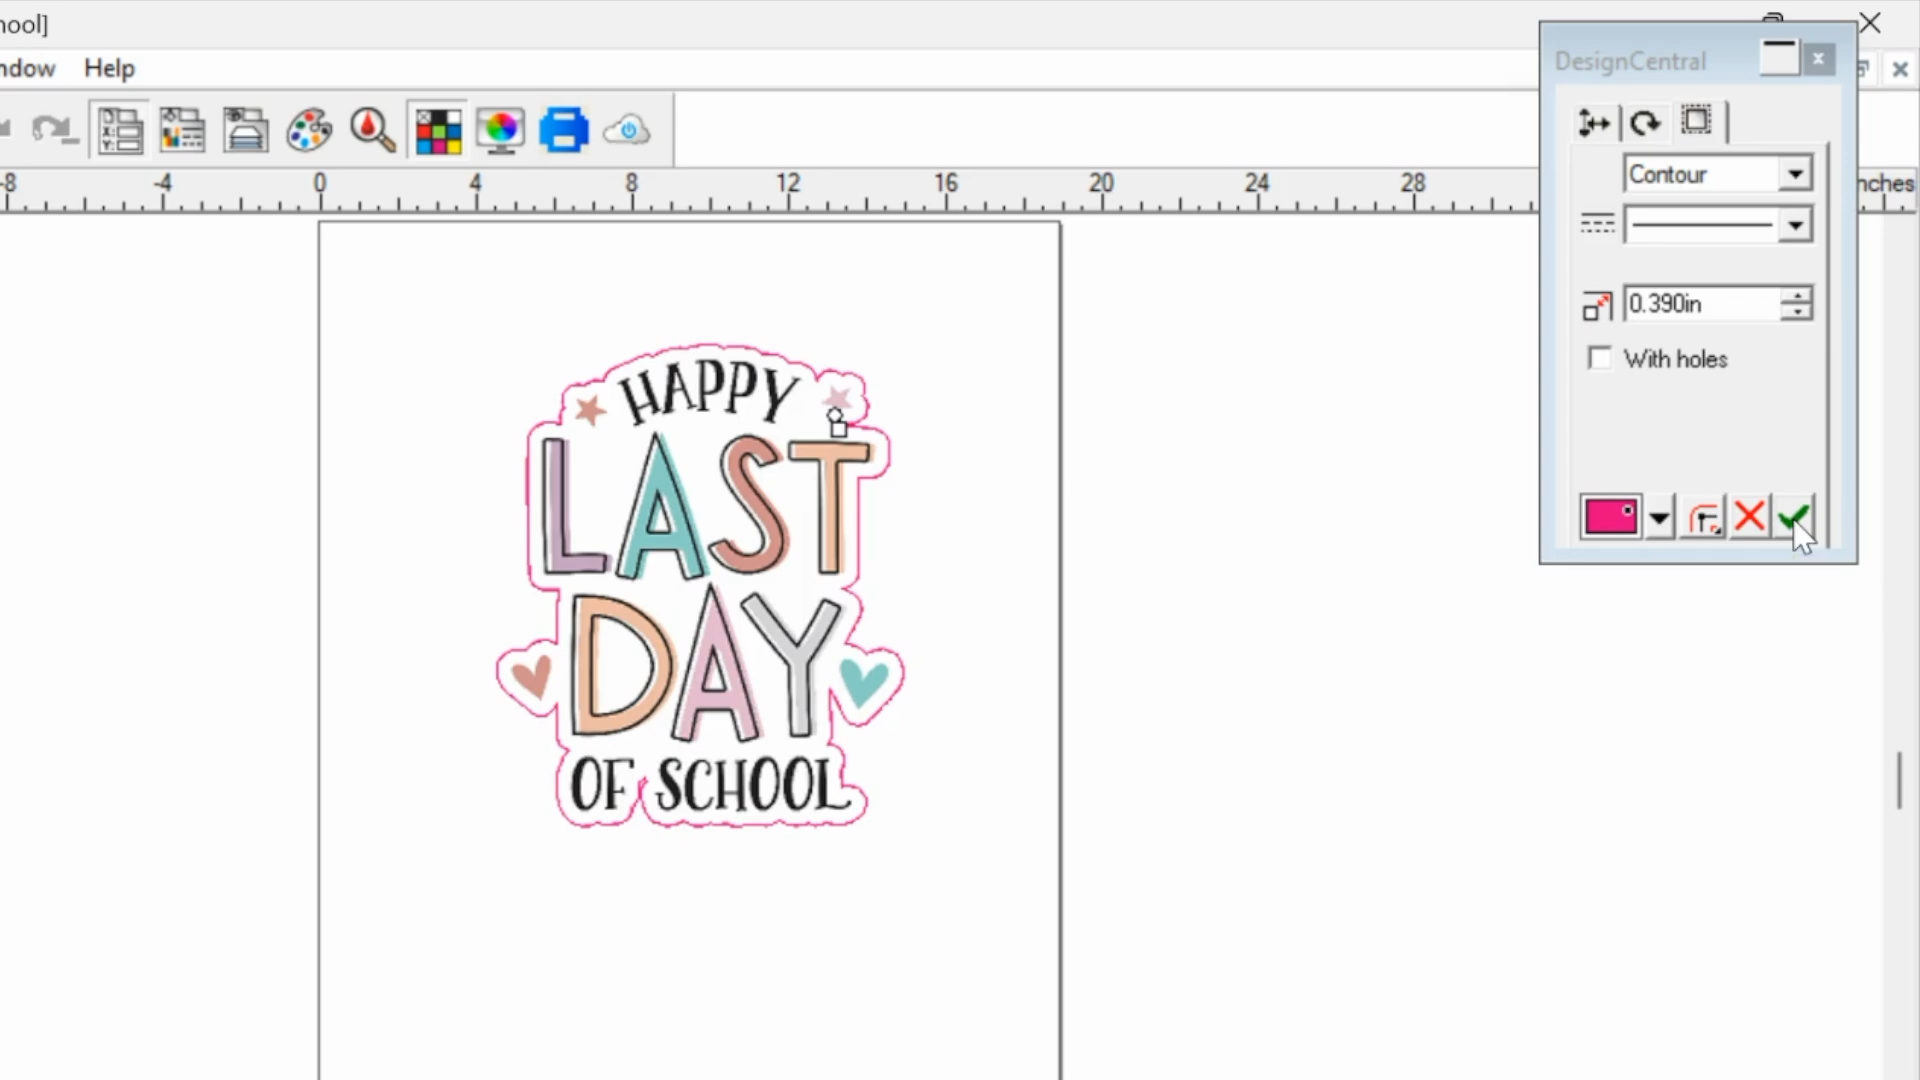 hool]
ndow Help
DesignCentral
X:
Y:
-8 -4 0 4 8 12 16 20 24 28
nches
Contour
0.390in
With holes
HAPPY
LAST
DAY
OF SCHOOL